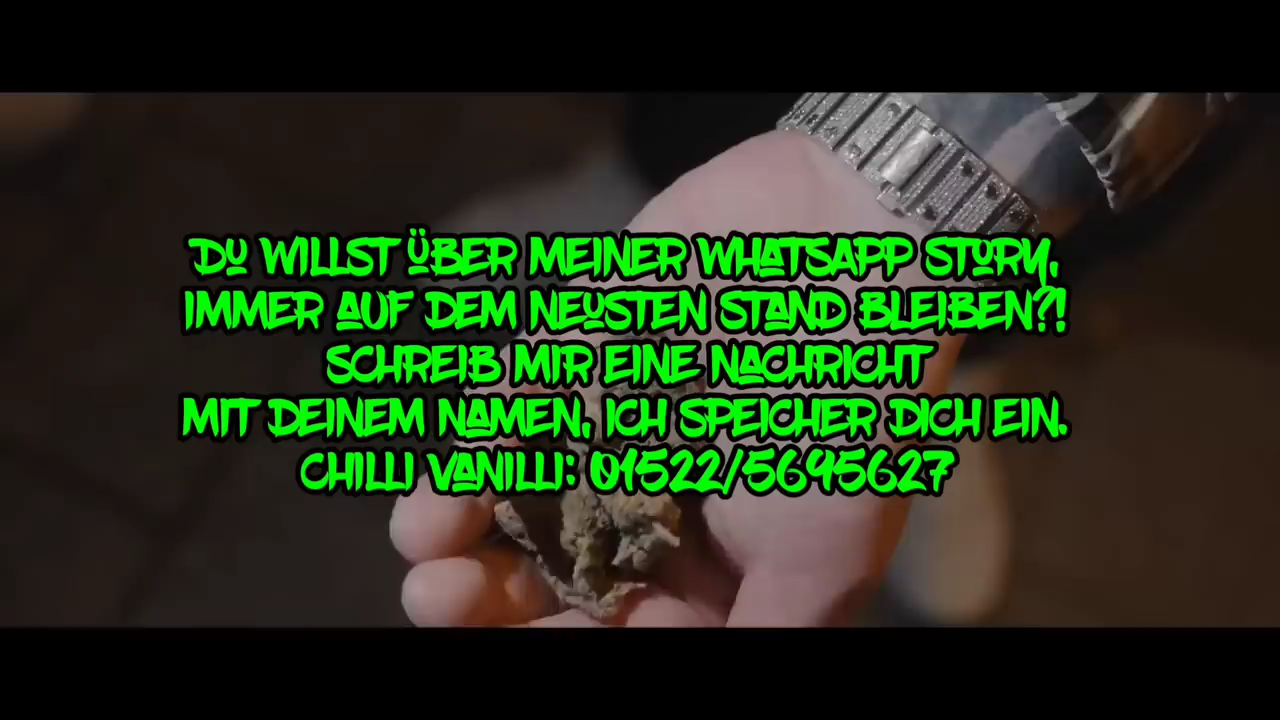 DU WILLST ÜBER MEINER WHATSAPP STORY,
IMMER AUF DEM NEUSTEN STAND BLEIBEN?!
SCHREIB MIR EINE NACHRICHT
MIT DEINEM NAMEN, ICH SPEICHER DICH EIN.
CHILLI VANILLI: 01522/5695627